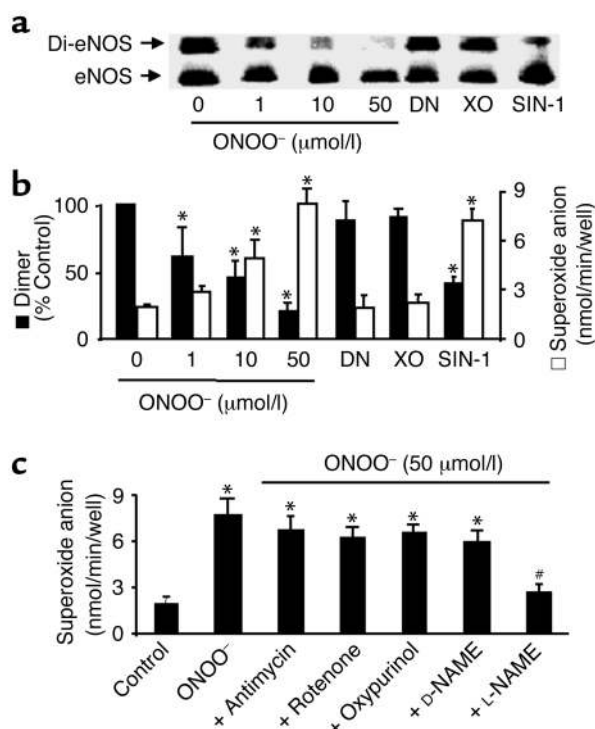 a
Di-eNOS
eNOS
0 1 10 50 DN XO SIN-1
ONOO⁻ (μmol/l)
b
■ Dimer
(% Control)
100
50
0
* * * * * * *
9
6
3
0
□ Superoxide anion
(nmol/min/well)
0 1 10 50 DN XO SIN-1
ONOO⁻ (μmol/l)
c
ONOO⁻ (50 μmol/l)
Superoxide anion
(nmol/min/well)
9
6
3
0
* * * * * #
Control
ONOO⁻
+ Antimycin
+ Rotenone
+ Oxypurinol
+ D-NAME
+ L-NAME